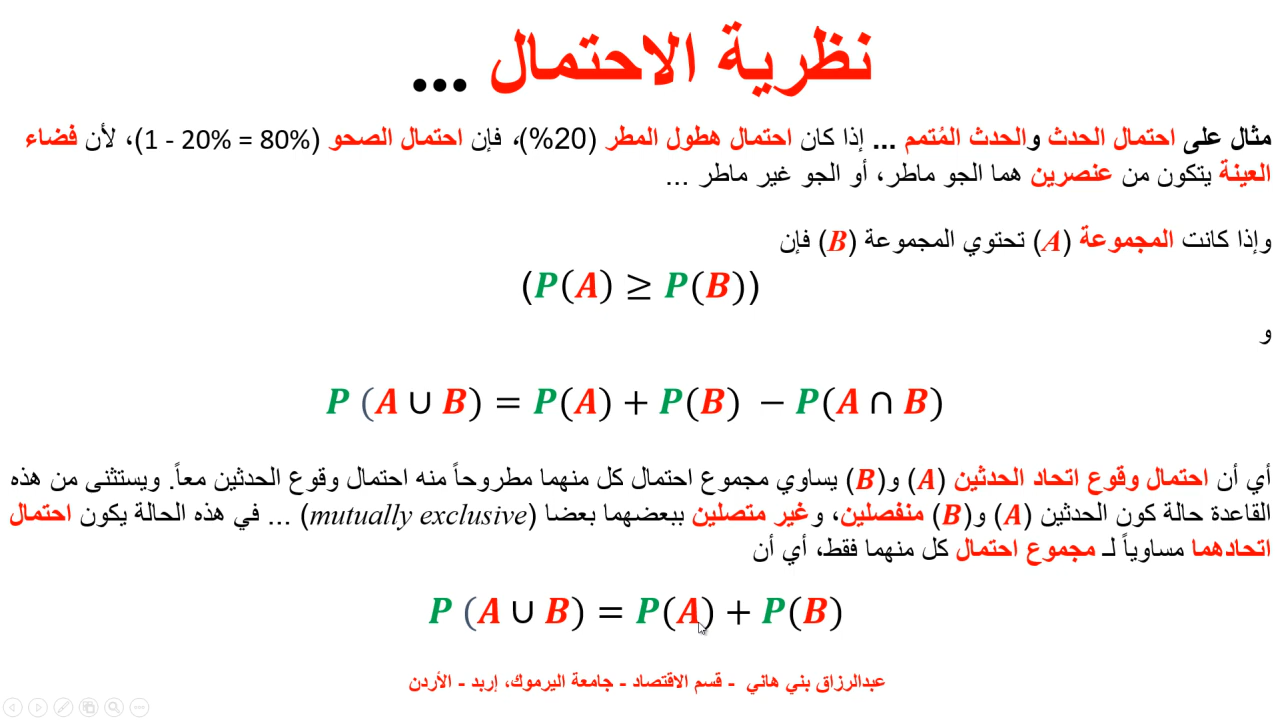 نظرية الاحتمال ...
مثال على احتمال الحدث والحدث المُتمم ... إذا كان احتمال هطول المطر (20%)، فإن احتمال الصحو (1 - 20% = 80%)، لأن فضاء
العينة يتكون من عنصرين هما الجو ماطر، أو الجو غير ماطر ...
وإذا كانت المجموعة (A) تحتوي المجموعة (B) فإن
(P(A) ≥ P(B))
و
P (A ∪ B) = P(A) + P(B) − P(A ∩ B)
أي أن احتمال وقوع اتحاد الحدثين (A) و(B) يساوي مجموع احتمال كل منهما مطروحاً منه احتمال وقوع الحدثين معاً. ويستثنى من هذه
القاعدة حالة كون الحدثين (A) و(B) منفصلين، وغير متصلين ببعضهما بعضا (mutually exclusive) ... في هذه الحالة يكون احتمال
اتحادهما مساوياً لـ مجموع احتمال كل منهما فقط، أي أن
P (A ∪ B) = P(A) + P(B)
عبدالرزاق بني هاني - قسم الاقتصاد - جامعة اليرموك، إربد - الأردن